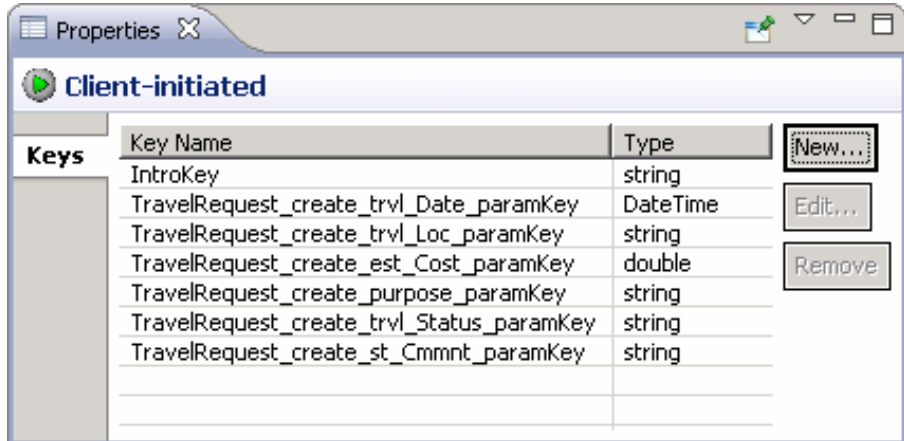 Properties
Client-initiated
Keys
Key Name Type
New...
IntroKey string
TravelRequest_create_trvl_Date_paramKey DateTime
Edit...
TravelRequest_create_trvl_Loc_paramKey string
TravelRequest_create_est_Cost_paramKey double
Remove
TravelRequest_create_purpose_paramKey string
TravelRequest_create_trvl_Status_paramKey string
TravelRequest_create_st_Cmmnt_paramKey string